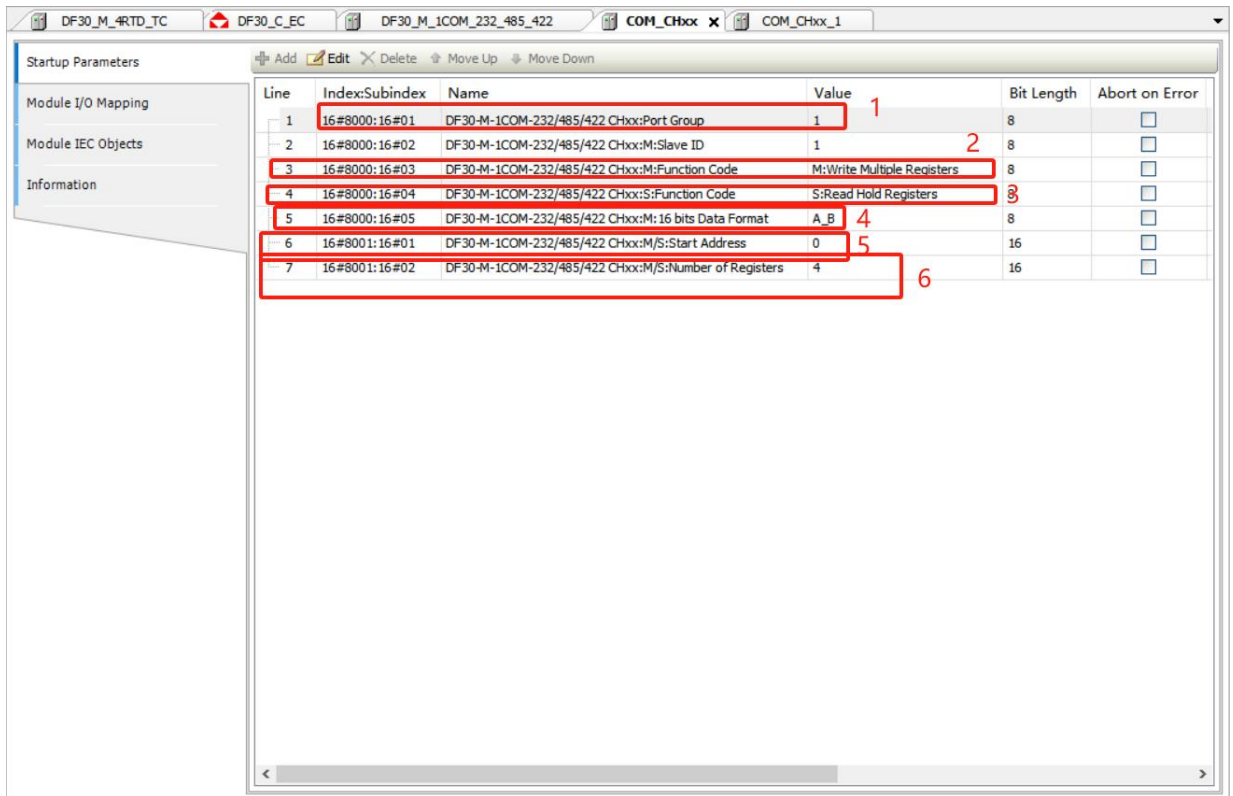 DF30_M_4RTD_TC DF30_C_EC DF30_M_1COM_232_485_422 COM_CHxx X COM_CHxx_1
Startup Parameters
Module I/O Mapping
Module IEC Objects
Information
Add Edit Delete Move Up Move Down
Line Index:Subindex Name Value Bit Length Abort on Error
1 16#8000:16#01 DF30-M-1COM-232/485/422 CHxx:Port Group 1 8
1
2 16#8000:16#02 DF30-M-1COM-232/485/422 CHxx:M:Slave ID 1 8
2
3 16#8000:16#03 DF30-M-1COM-232/485/422 CHxx:M:Function Code M:Write Multiple Registers 8
4 16#8000:16#04 DF30-M-1COM-232/485/422 CHxx:S:Function Code S:Read Hold Registers 8
3
5 16#8000:16#05 DF30-M-1COM-232/485/422 CHxx:M:16 bits Data Format A_B 8
4
6 16#8001:16#01 DF30-M-1COM-232/485/422 CHxx:M/S:Start Address 0 16
5
7 16#8001:16#02 DF30-M-1COM-232/485/422 CHxx:M/S:Number of Registers 4 16
6